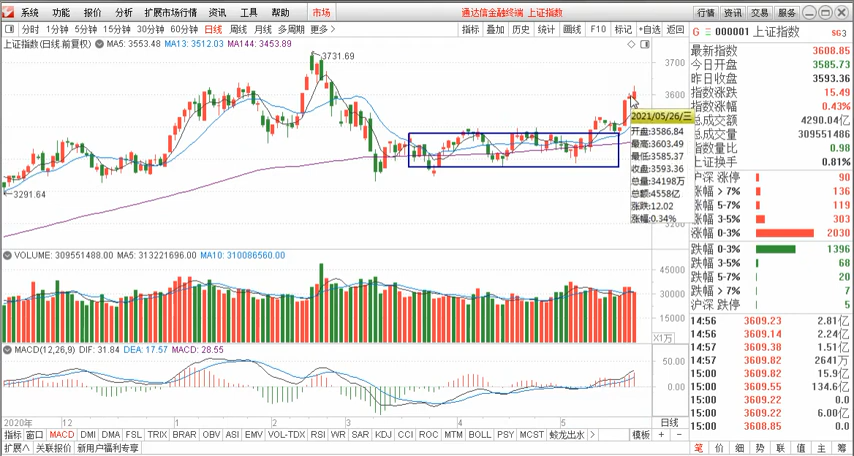 系统 功能 报价 分析 扩展市场行情 资讯 工具 帮助 市场 通达信金融终端 上证指数 行情 资讯 交易 服务
分时 1分钟 5分钟 15分钟 30分钟 60分钟 日线 周线 月线 多周期 更多 > 指标 叠加 历史 统计 画线 F10 标记 +自选 返回
上证指数(日线 前复权) MA5: 3553.48 MA13: 3512.03 MA144: 3453.89
3731.69
3291.64
3700
3600
3200
2021/05/26/三
开盘:3586.84
最高:3603.49
最低:3585.37
收盘:3593.36
总量:34198万
总额:4558亿
涨跌:12.02
涨幅:0.34%
VOLUME: 309551488.00 MA5: 313221696.00 MA10: 310086560.00
45000
30000
15000
X1万
MACD(12,26,9) DIF: 31.84 DEA: 17.57 MACD: 28.55
50.00
0.00
2020年 12 1 2 3 4 5 日线
指标 窗口 MACD DMI DMA FSL TRIX BRAR OBV ASI EMV VOL-TDX RSI WR SAR KDJ CCI ROC MTM BOLL PSY MCST 蛟龙出水 > 模板 + -
扩展∧ 关联报价 新用户福利专享
G 000001 上证指数 SG3
最新指数 3608.85
今日开盘 3585.73
昨日收盘 3593.36
指数涨跌 15.49
指数涨幅 0.43%
总成交额 4290.04亿
总成交量 309551486
指数量比 0.98
上证换手 0.81%
沪深 涨停 90
涨幅 > 7% 136
涨幅 5-7% 119
涨幅 3-5% 303
涨幅 0-3% 2030
跌幅 0-3% 1396
跌幅 3-5% 68
跌幅 5-7% 20
跌幅 > 7% 7
沪深 跌停 5
14:56 3609.23 2.81亿
14:56 3609.14 2.24亿
14:57 3609.38 1.51亿
14:57 3609.82 2641万
15:00 3609.82 15.9亿
15:00 3609.55 134.6亿
15:00 3609.22 0.0
15:00 3609.22 6.00亿
15:00 3608.85 0.0
笔 价 细 势 联 值 主 筹